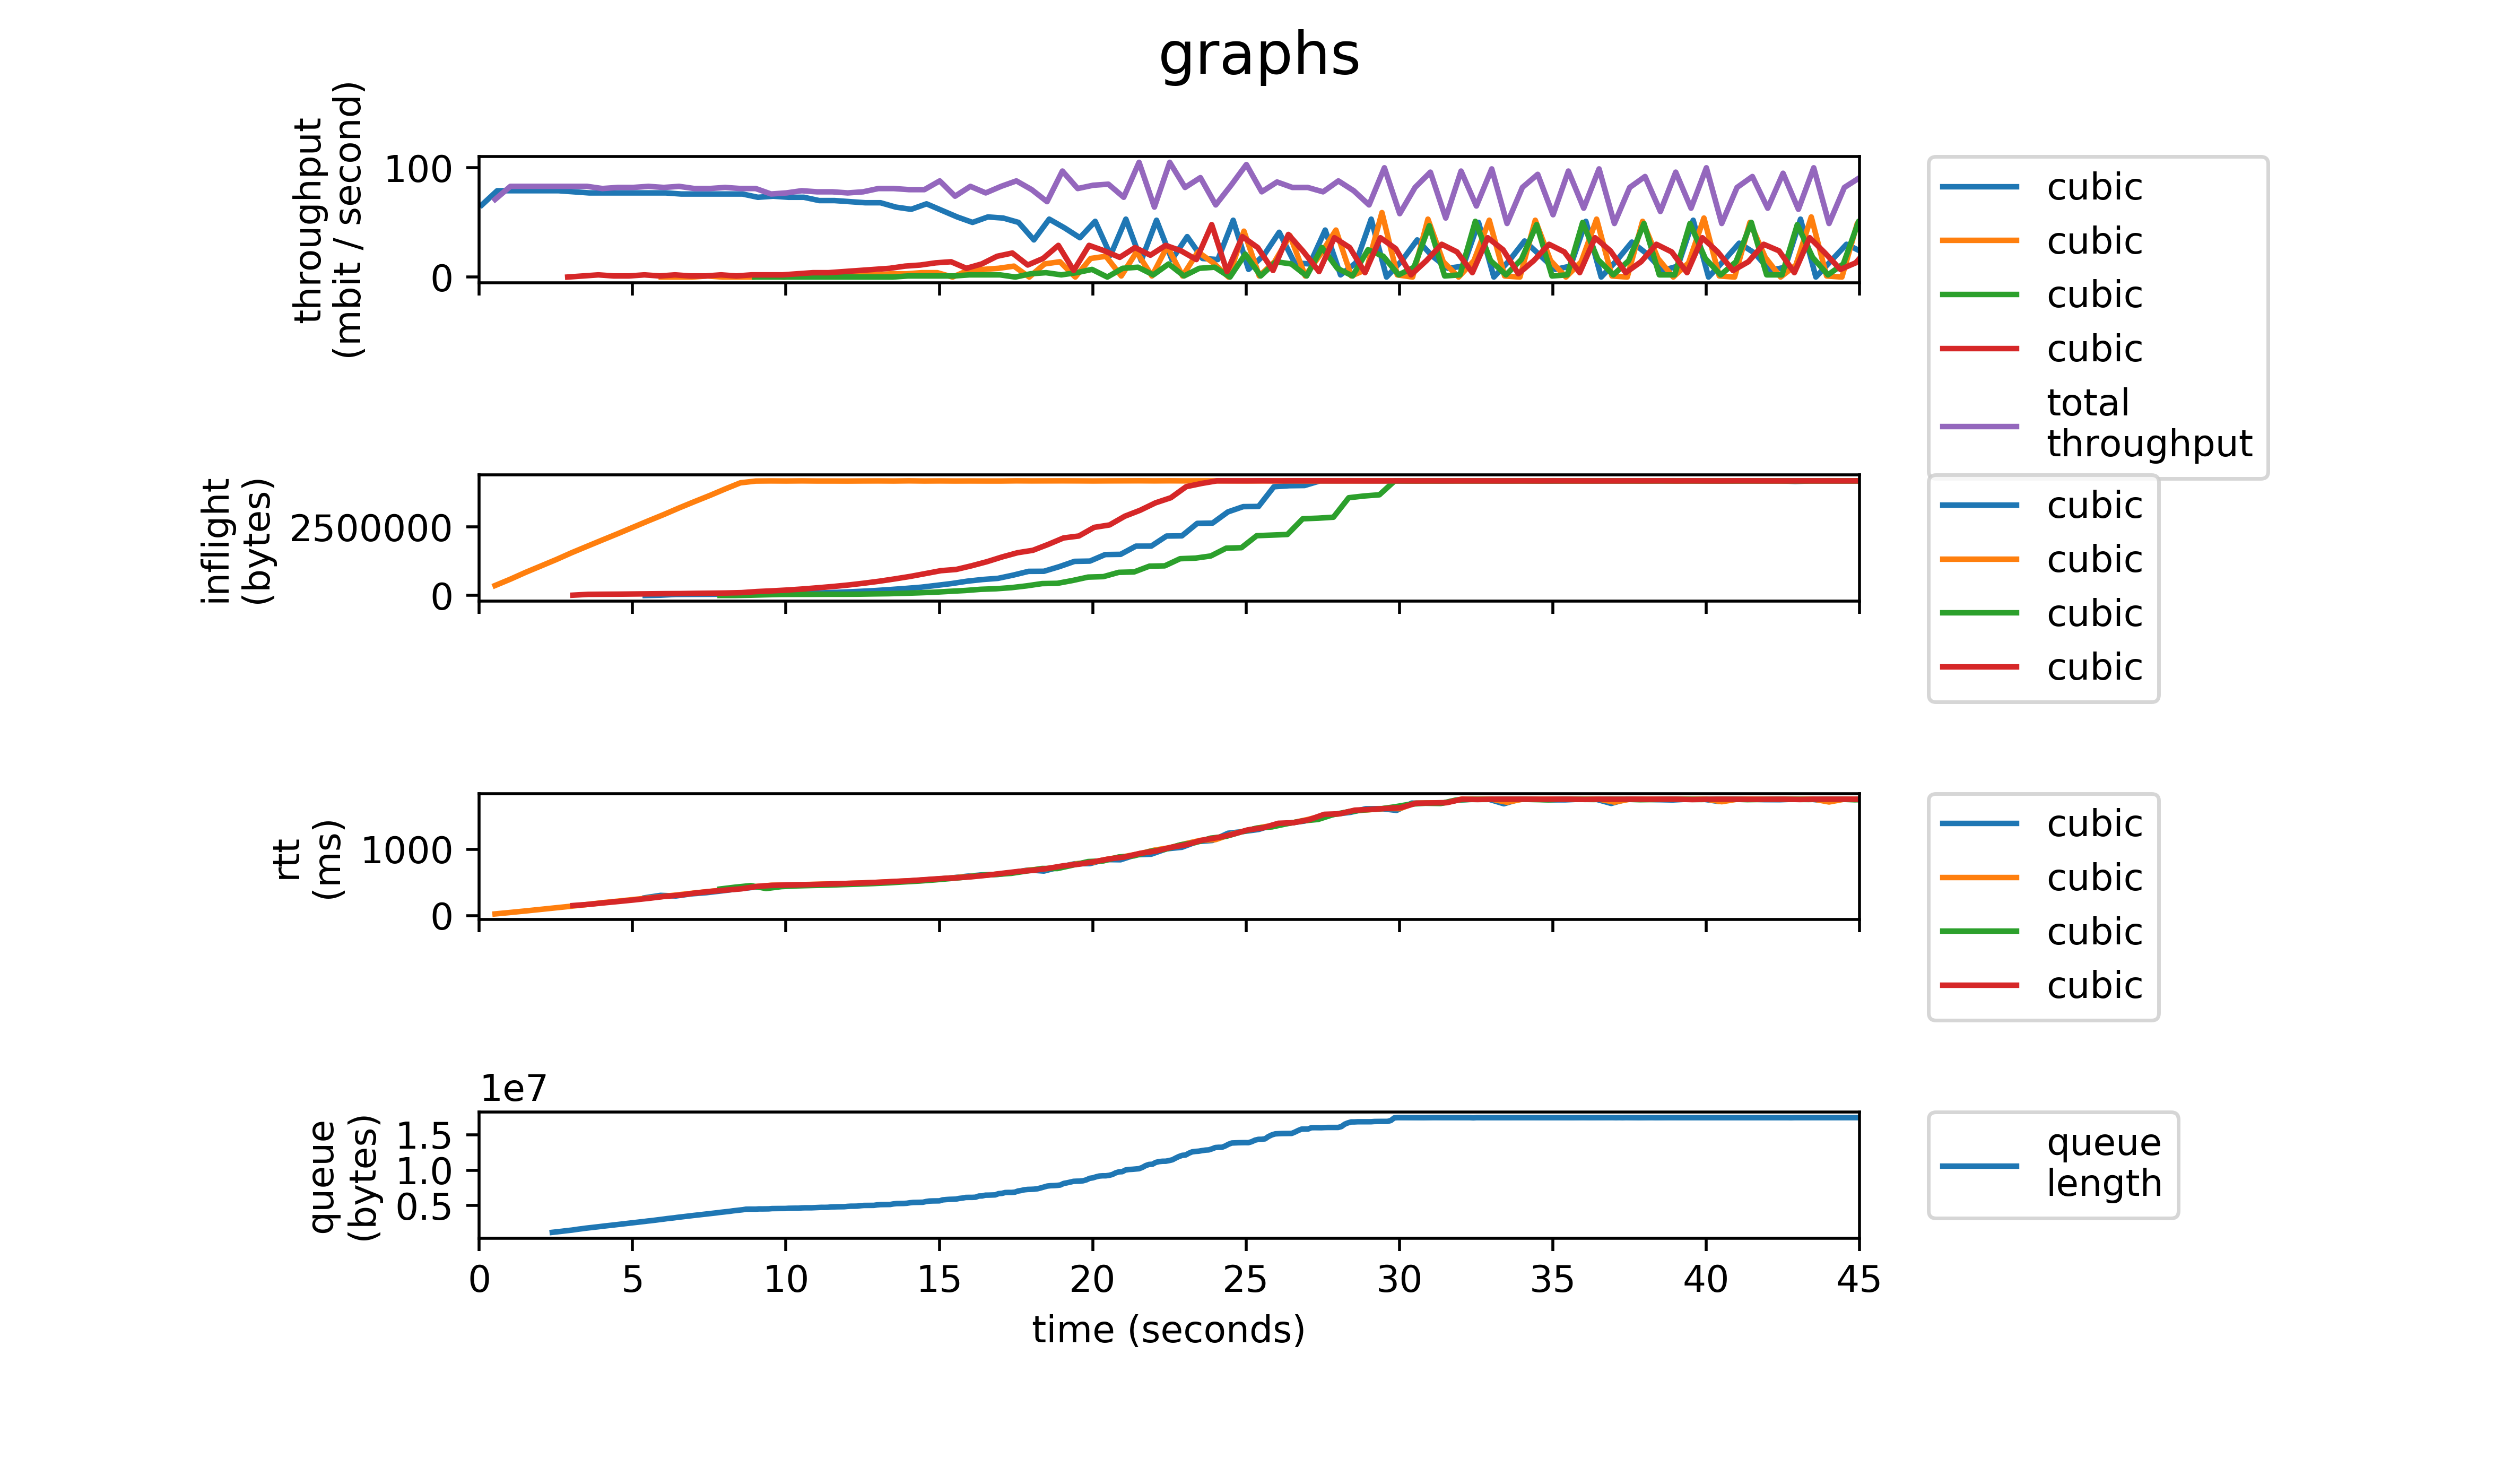 graphs
throughput
(mbit / second)
100
0
cubic
cubic
cubic
cubic
total
throughput
inflight
(bytes)
2500000
0
cubic
cubic
cubic
cubic
rtt
(ms)
1000
0
cubic
cubic
cubic
cubic
1e7
queue
(bytes)
1.5
1.0
0.5
queue
length
0 5 10 15 20 25 30 35 40 45
time (seconds)